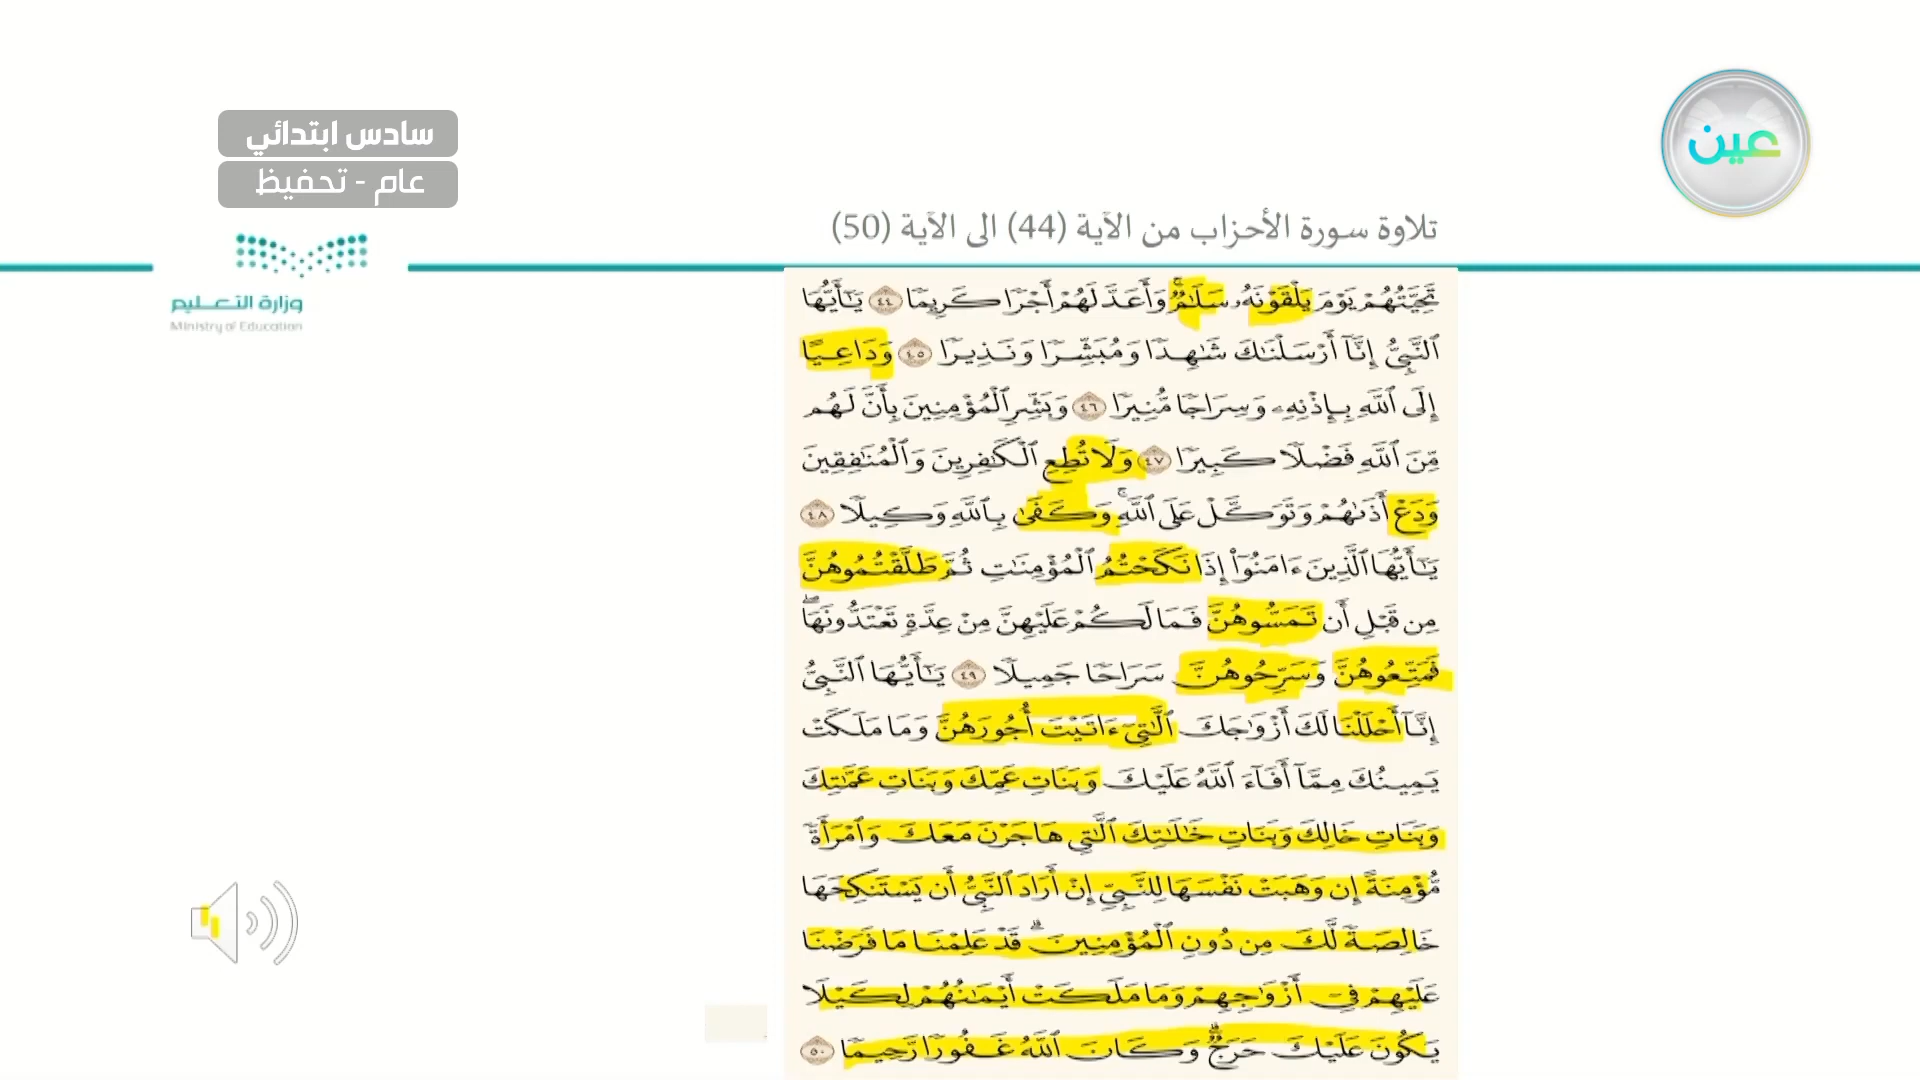 سادس ابتدائي
عام - تحفيظ
عين
وزارة التعـــليم
Ministry of Education
تلاوة سورة الأحزاب من الآية (44) الى الآية (50)
تَحِيَّتُهُمْ يَوْمَ يَلْقَوْنَهُۥ سَلَـٰمٌۚ وَأَعَدَّ لَهُمْ أَجْرًا كَرِيمًا ٤٤ يَـٰٓأَيُّهَا
ٱلنَّبِىُّ إِنَّآ أَرْسَلْنَـٰكَ شَـٰهِدًا وَمُبَشِّرًا وَنَذِيرًا ٤٥ وَدَاعِيًا
إِلَى ٱللَّهِ بِإِذْنِهِۦ وَسِرَاجًا مُّنِيرًا ٤٦ وَبَشِّرِ ٱلْمُؤْمِنِينَ بِأَنَّ لَهُم
مِّنَ ٱللَّهِ فَضْلًا كَبِيرًا ٤٧ وَلَا تُطِعِ ٱلْكَـٰفِرِينَ وَٱلْمُنَـٰفِقِينَ
وَدَعْ أَذَىٰهُمْ وَتَوَكَّلْ عَلَى ٱللَّهِۚ وَكَفَىٰ بِٱللَّهِ وَكِيلًا ٤٨
يَـٰٓأَيُّهَا ٱلَّذِينَ ءَامَنُوٓا۟ إِذَا نَكَحْتُمُ ٱلْمُؤْمِنَـٰتِ ثُمَّ طَلَّقْتُمُوهُنَّ
مِن قَبْلِ أَن تَمَسُّوهُنَّ فَمَا لَكُمْ عَلَيْهِنَّ مِنْ عِدَّةٍ تَعْتَدُّونَهَاۖ
فَمَتِّعُوهُنَّ وَسَرِّحُوهُنَّ سَرَاحًا جَمِيلًا ٤٩ يَـٰٓأَيُّهَا ٱلنَّبِىُّ
إِنَّآ أَحْلَلْنَا لَكَ أَزْوَٰجَكَ ٱلَّـٰتِىٓ ءَاتَيْتَ أُجُورَهُنَّ وَمَا مَلَكَتْ
يَمِينُكَ مِمَّآ أَفَآءَ ٱللَّهُ عَلَيْكَ وَبَنَاتِ عَمِّكَ وَبَنَاتِ عَمَّـٰتِكَ
وَبَنَاتِ خَالِكَ وَبَنَاتِ خَـٰلَـٰتِكَ ٱلَّـٰتِى هَاجَرْنَ مَعَكَ وَٱمْرَأَةً
مُّؤْمِنَةً إِن وَهَبَتْ نَفْسَهَا لِلنَّبِىِّ إِنْ أَرَادَ ٱلنَّبِىُّ أَن يَسْتَنكِحَهَا
خَالِصَةً لَّكَ مِن دُونِ ٱلْمُؤْمِنِينَۗ قَدْ عَلِمْنَا مَا فَرَضْنَا
عَلَيْهِمْ فِىٓ أَزْوَٰجِهِمْ وَمَا مَلَكَتْ أَيْمَـٰنُهُمْ لِكَيْلَا
يَكُونَ عَلَيْكَ حَرَجٌۗ وَكَانَ ٱللَّهُ غَفُورًا رَّحِيمًا ٥٠